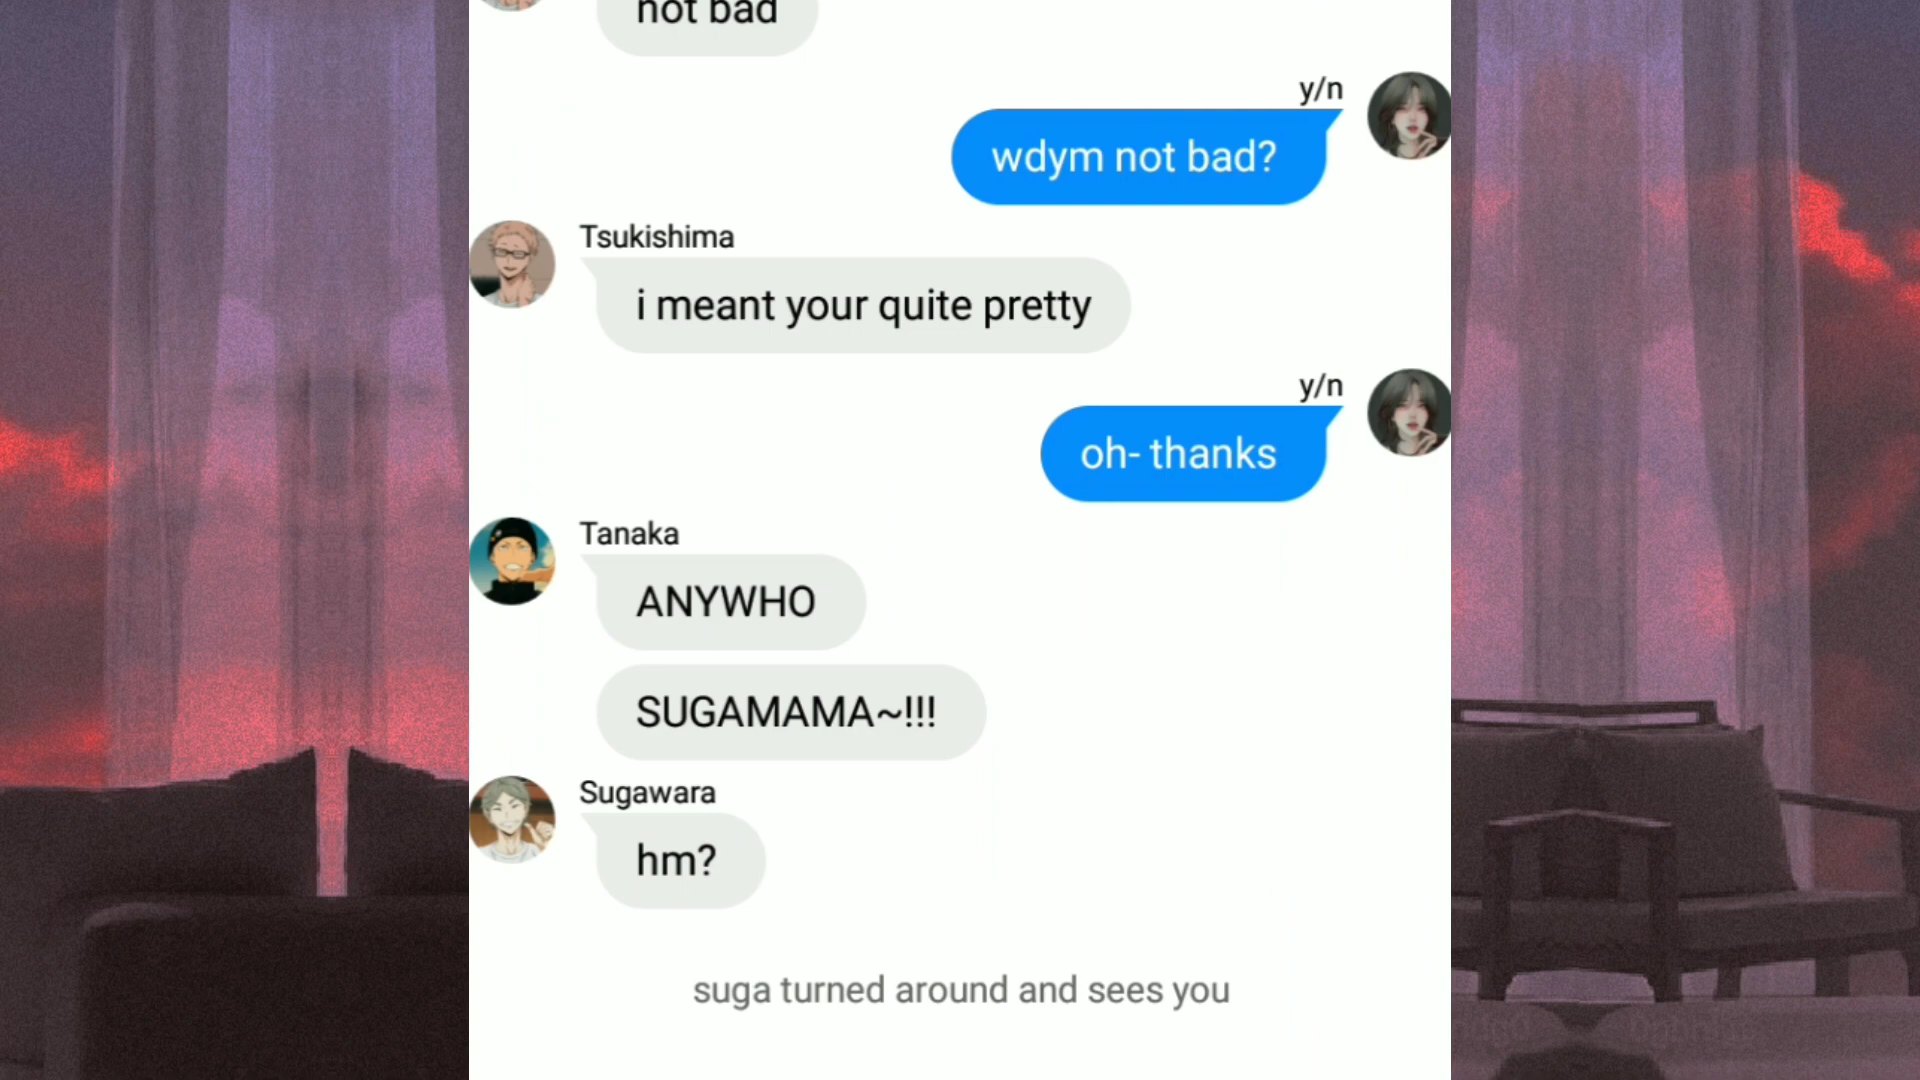 not bad
y/n
wdym not bad?
Tsukishima
i meant your quite pretty
y/n
oh- thanks
Tanaka
ANYWHO
SUGAMAMA~!!!
Sugawara
hm?
suga turned around and sees you